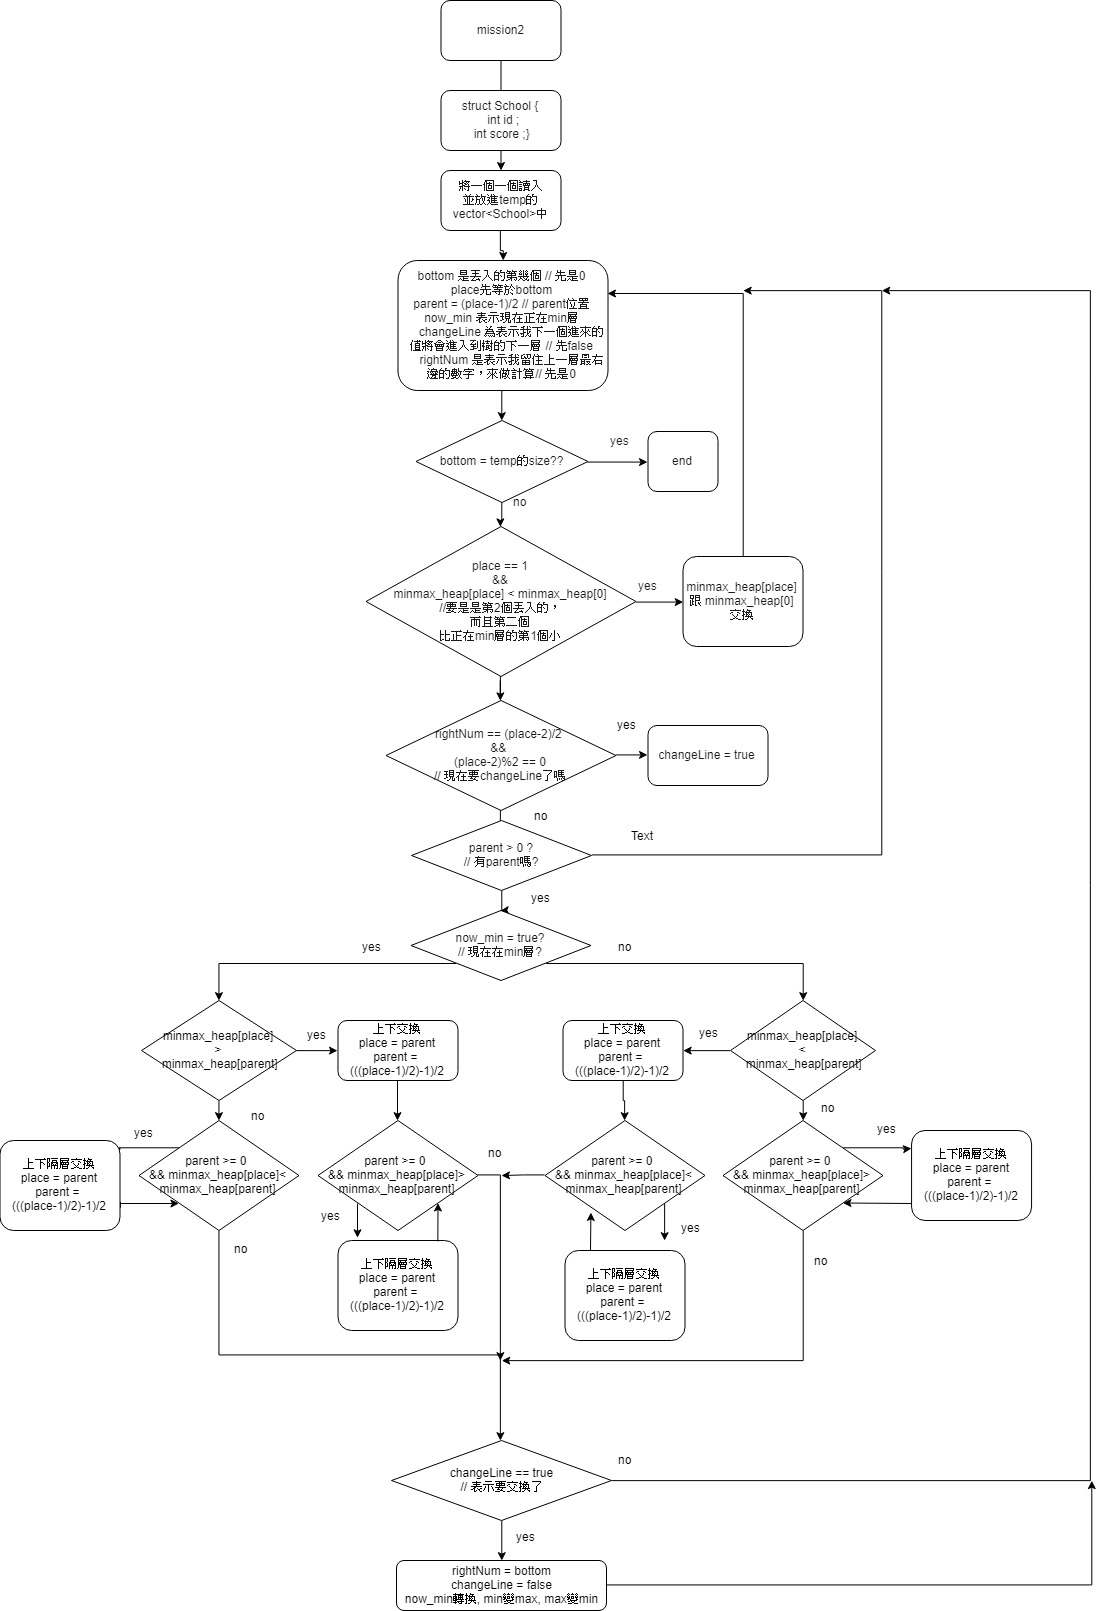 mission2
struct School {
int id ;
int score ;}
將一個一個讀入
並放進temp的
vector<School>中
bottom 是丟入的第幾個 // 先是0
place先等於bottom
parent = (place-1)/2 // parent位置
now_min 表示現在正在min層
changeLine 為表示我下一個進來的
值將會進入到樹的下一層 // 先false
rightNum 是表示我留住上一層最右
邊的數字，來做計算// 先是0
bottom = temp的size??
yes
end
no
place == 1
&&
minmax_heap[place] < minmax_heap[0]
//要是是第2個丟入的，
而且第二個
比正在min層的第1個小
yes
minmax_heap[place]
跟 minmax_heap[0]
交換
rightNum == (place-2)/2
&&
(place-2)%2 == 0
// 現在要changeLine了嗎
yes
changeLine = true
no
parent > 0 ?
// 有parent嗎?
Text
yes
now_min = true?
// 現在在min層?
yes
no
minmax_heap[place]
>
minmax_heap[parent]
yes
上下交換
place = parent
parent =
(((place-1)/2)-1)/2
上下交換
place = parent
parent =
(((place-1)/2)-1)/2
yes
minmax_heap[place]
<
minmax_heap[parent]
no
no
yes
上下隔層交換
place = parent
parent =
(((place-1)/2)-1)/2
parent >= 0
&& minmax_heap[place]<
minmax_heap[parent]
no
parent >= 0
&& minmax_heap[place]>
minmax_heap[parent]
yes
上下隔層交換
place = parent
parent =
(((place-1)/2)-1)/2
no
parent >= 0
&& minmax_heap[place]<
minmax_heap[parent]
yes
上下隔層交換
place = parent
parent =
(((place-1)/2)-1)/2
parent >= 0
&& minmax_heap[place]>
minmax_heap[parent]
yes
上下隔層交換
place = parent
parent =
(((place-1)/2)-1)/2
no
changeLine == true
// 表示要交換了
no
yes
rightNum = bottom
changeLine = false
now_min轉換, min變max, max變min